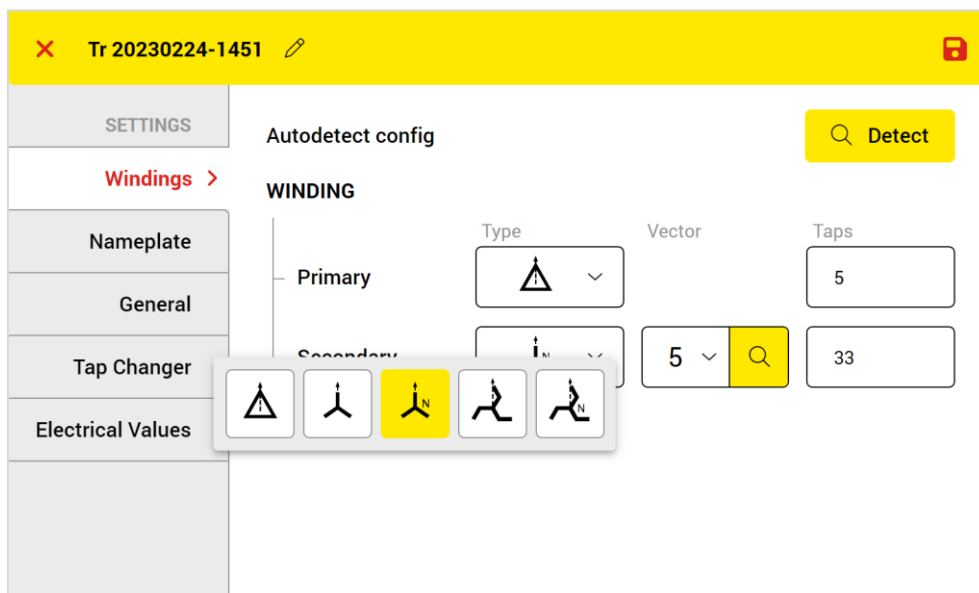 Tr 20230224-1451
SETTINGS
Windings
Nameplate
General
Tap Changer
Electrical Values
Autodetect config
Detect
WINDING
Type Vector Taps
Primary 5
Secondary N 5 33
N N